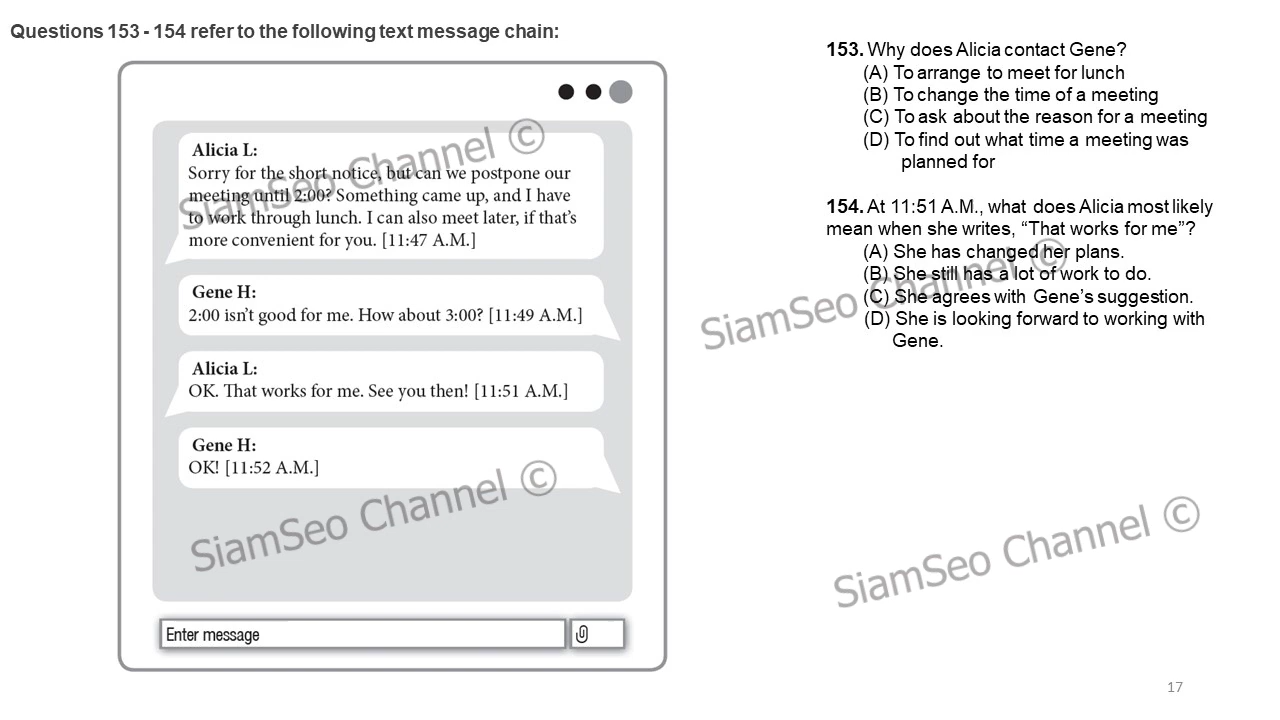 Questions 153 - 154 refer to the following text message chain:
Alicia L:
Sorry for the short notice, but can we postpone our
meeting until 2:00? Something came up, and I have
to work through lunch. I can also meet later, if that's
more convenient for you. [11:47 A.M.]
Gene H:
2:00 isn't good for me. How about 3:00? [11:49 A.M.]
Alicia L:
OK. That works for me. See you then! [11:51 A.M.]
Gene H:
OK! [11:52 A.M.]
Enter message
SiamSeo Channel ©
SiamSeo Channel ©
153. Why does Alicia contact Gene?
(A) To arrange to meet for lunch
(B) To change the time of a meeting
(C) To ask about the reason for a meeting
(D) To find out what time a meeting was
planned for
154. At 11:51 A.M., what does Alicia most likely
mean when she writes, “That works for me”?
(A) She has changed her plans.
(B) She still has a lot of work to do.
(C) She agrees with Gene's suggestion.
(D) She is looking forward to working with
Gene.
SiamSeo Channel ©
SiamSeo Channel ©
17